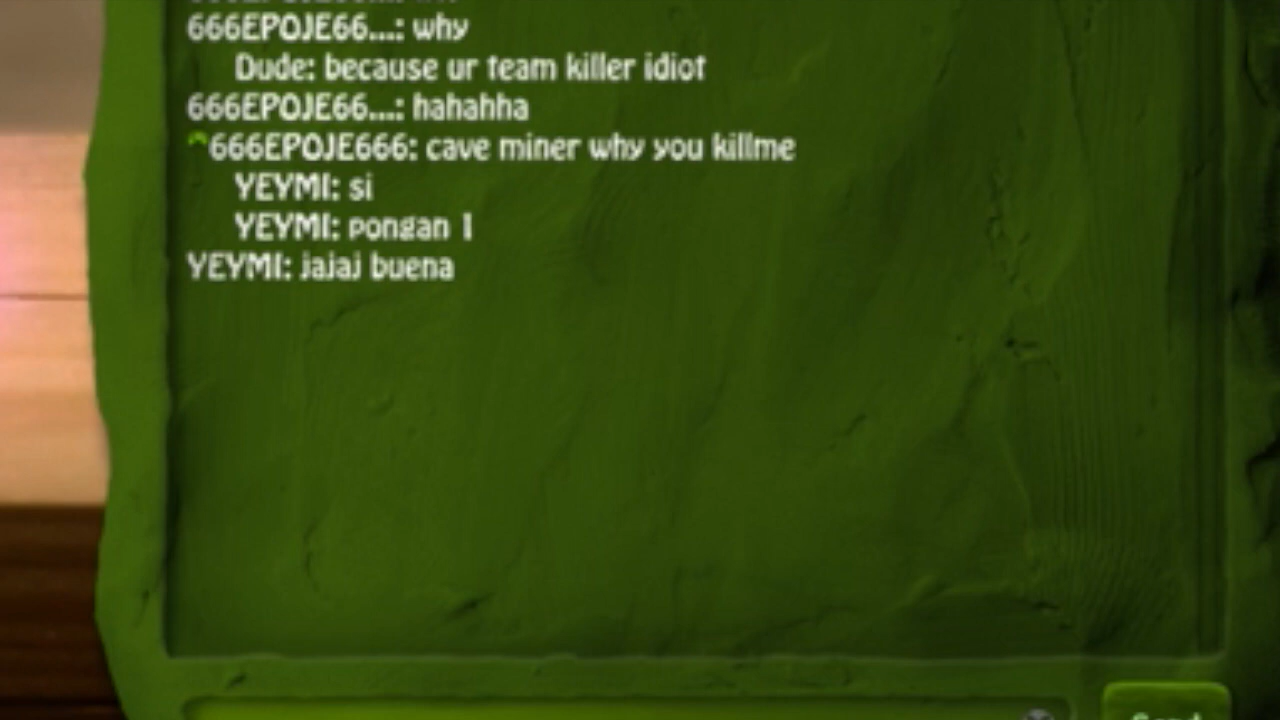 666EPOJE66...: why
Dude: because ur team killer idiot
666EPOJE66...: hahahha
^666EPOJE666: cave miner why you killme
YEYMI: si
YEYMI: pongan 1
YEYMI: jajaj buena